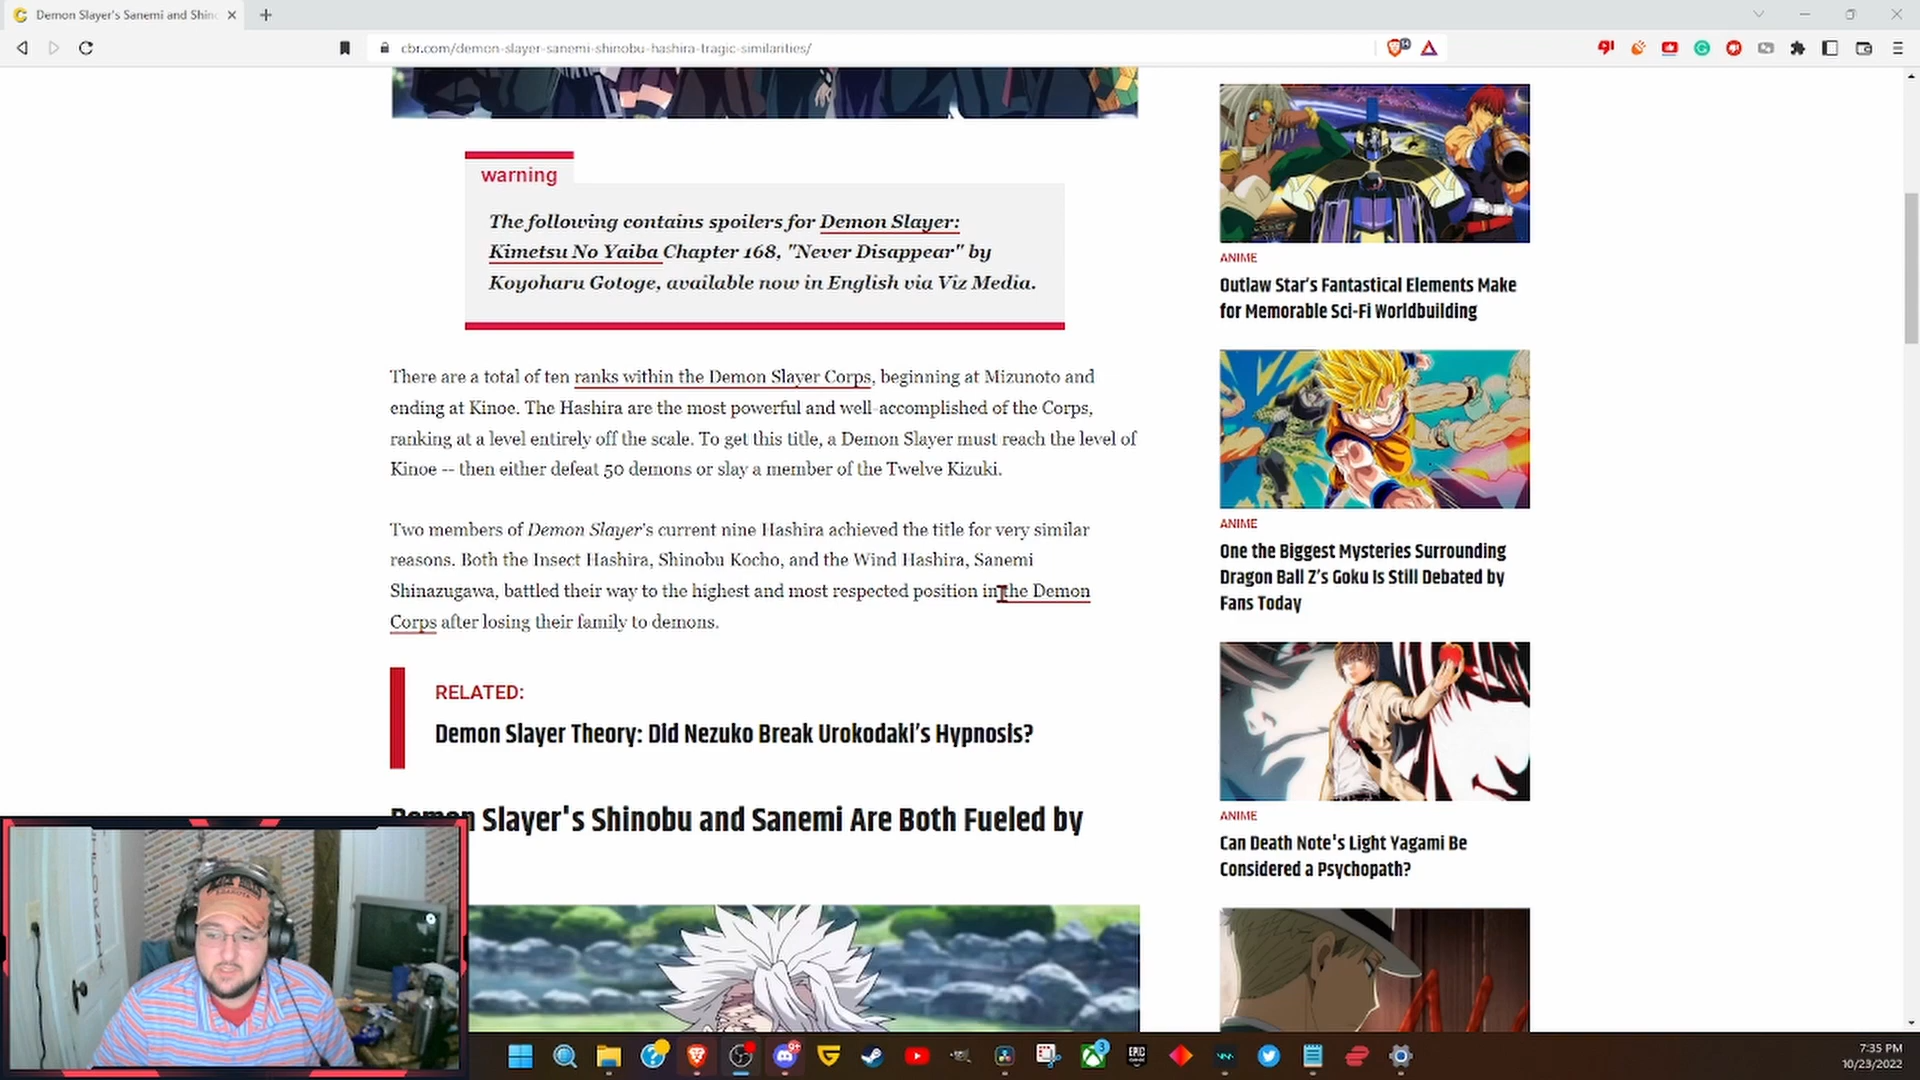 Demon Slayer's Sanemi and Shino
cbr.com/demon-slayer-sanemi-shinobu-hashira-tragic-similarities/
warning
The following contains spoilers for Demon Slayer:
Kimetsu No Yaiba Chapter 168, "Never Disappear" by
Koyoharu Gotoge, available now in English via Viz Media.
There are a total of ten ranks within the Demon Slayer Corps, beginning at Mizunoto and
ending at Kinoe. The Hashira are the most powerful and well-accomplished of the Corps,
ranking at a level entirely off the scale. To get this title, a Demon Slayer must reach the level of
Kinoe -- then either defeat 50 demons or slay a member of the Twelve Kizuki.
Two members of Demon Slayer's current nine Hashira achieved the title for very similar
reasons. Both the Insect Hashira, Shinobu Kocho, and the Wind Hashira, Sanemi
Shinazugawa, battled their way to the highest and most respected position in the Demon
Corps after losing their family to demons.
RELATED:
Demon Slayer Theory: Did Nezuko Break Urokodaki's Hypnosis?
Demon Slayer's Shinobu and Sanemi Are Both Fueled by
ANIME
Outlaw Star's Fantastical Elements Make
for Memorable Sci-Fi Worldbuilding
ANIME
One the Biggest Mysteries Surrounding
Dragon Ball Z's Goku Is Still Debated by
Fans Today
ANIME
Can Death Note's Light Yagami Be
Considered a Psychopath?
9+
3
EPIC
7:35 PM
10/23/2022